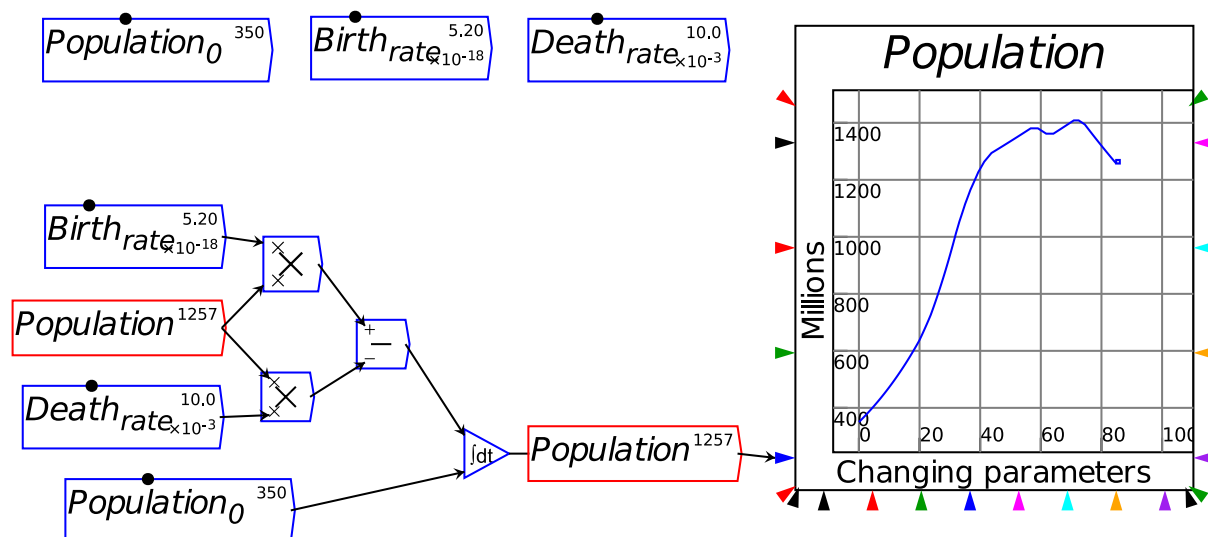 Population0 350
Birthrate 5.20 ×10-18
Deathrate 10.0 ×10-3
Birthrate 5.20 ×10-18
×
×
×
Population 1257
+
−
−
×
×
×
Deathrate 10.0 ×10-3
Population0 350
∫dt
Population 1257
Population
Millions
1400
1200
1000
800
600
400
0 20 40 60 80 100
Changing parameters